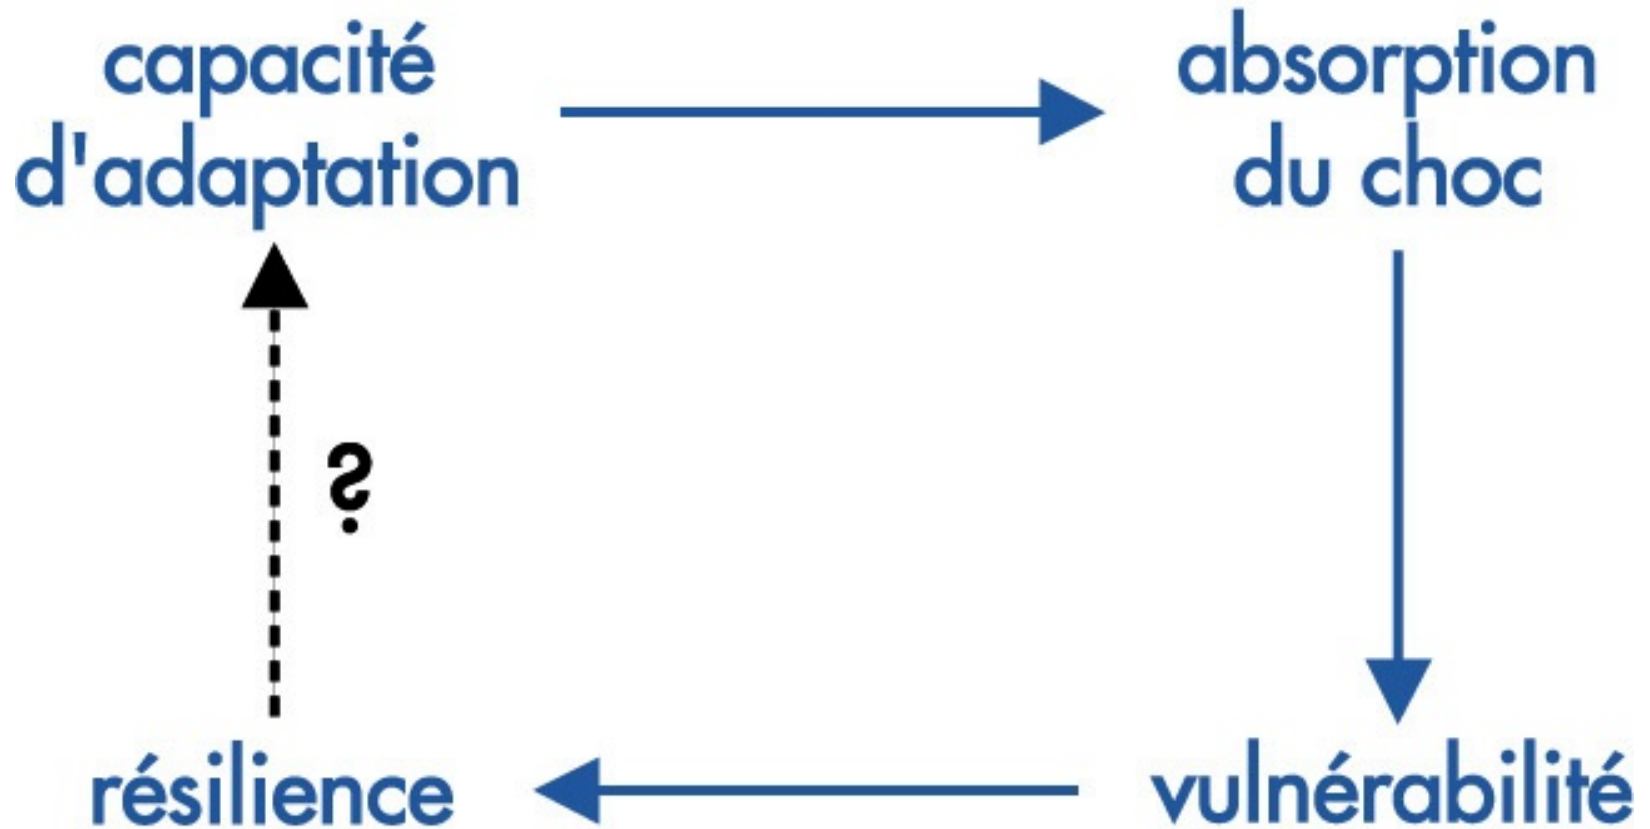 capacité
d'adaptation
absorption
du choc
?
résilience
vulnérabilité